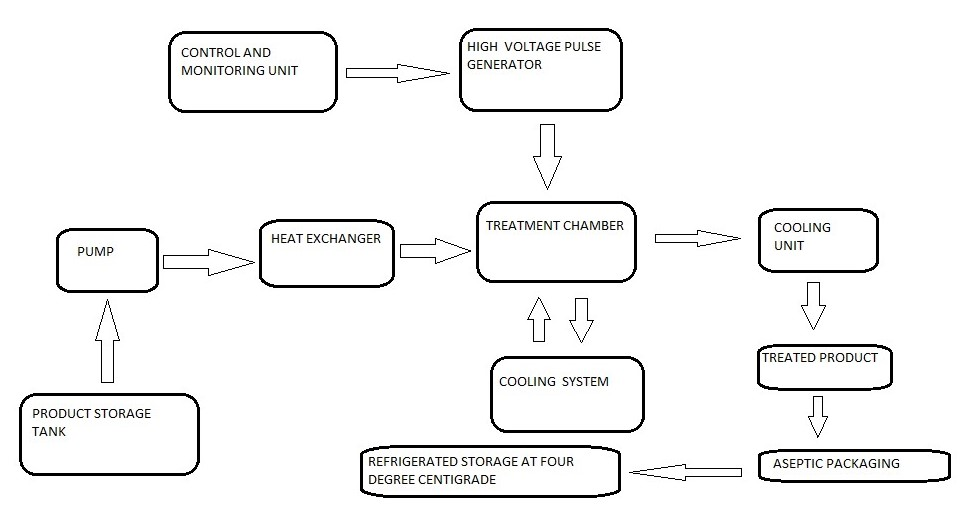 CONTROL AND
MONITORING UNIT
HIGH VOLTAGE PULSE
GENERATOR
PUMP
HEAT EXCHANGER
TREATMENT CHAMBER
COOLING
UNIT
PRODUCT STORAGE
TANK
COOLING SYSTEM
TREATED PRODUCT
REFRIGERATED STORAGE AT FOUR
DEGREE CENTIGRADE
ASEPTIC PACKAGING